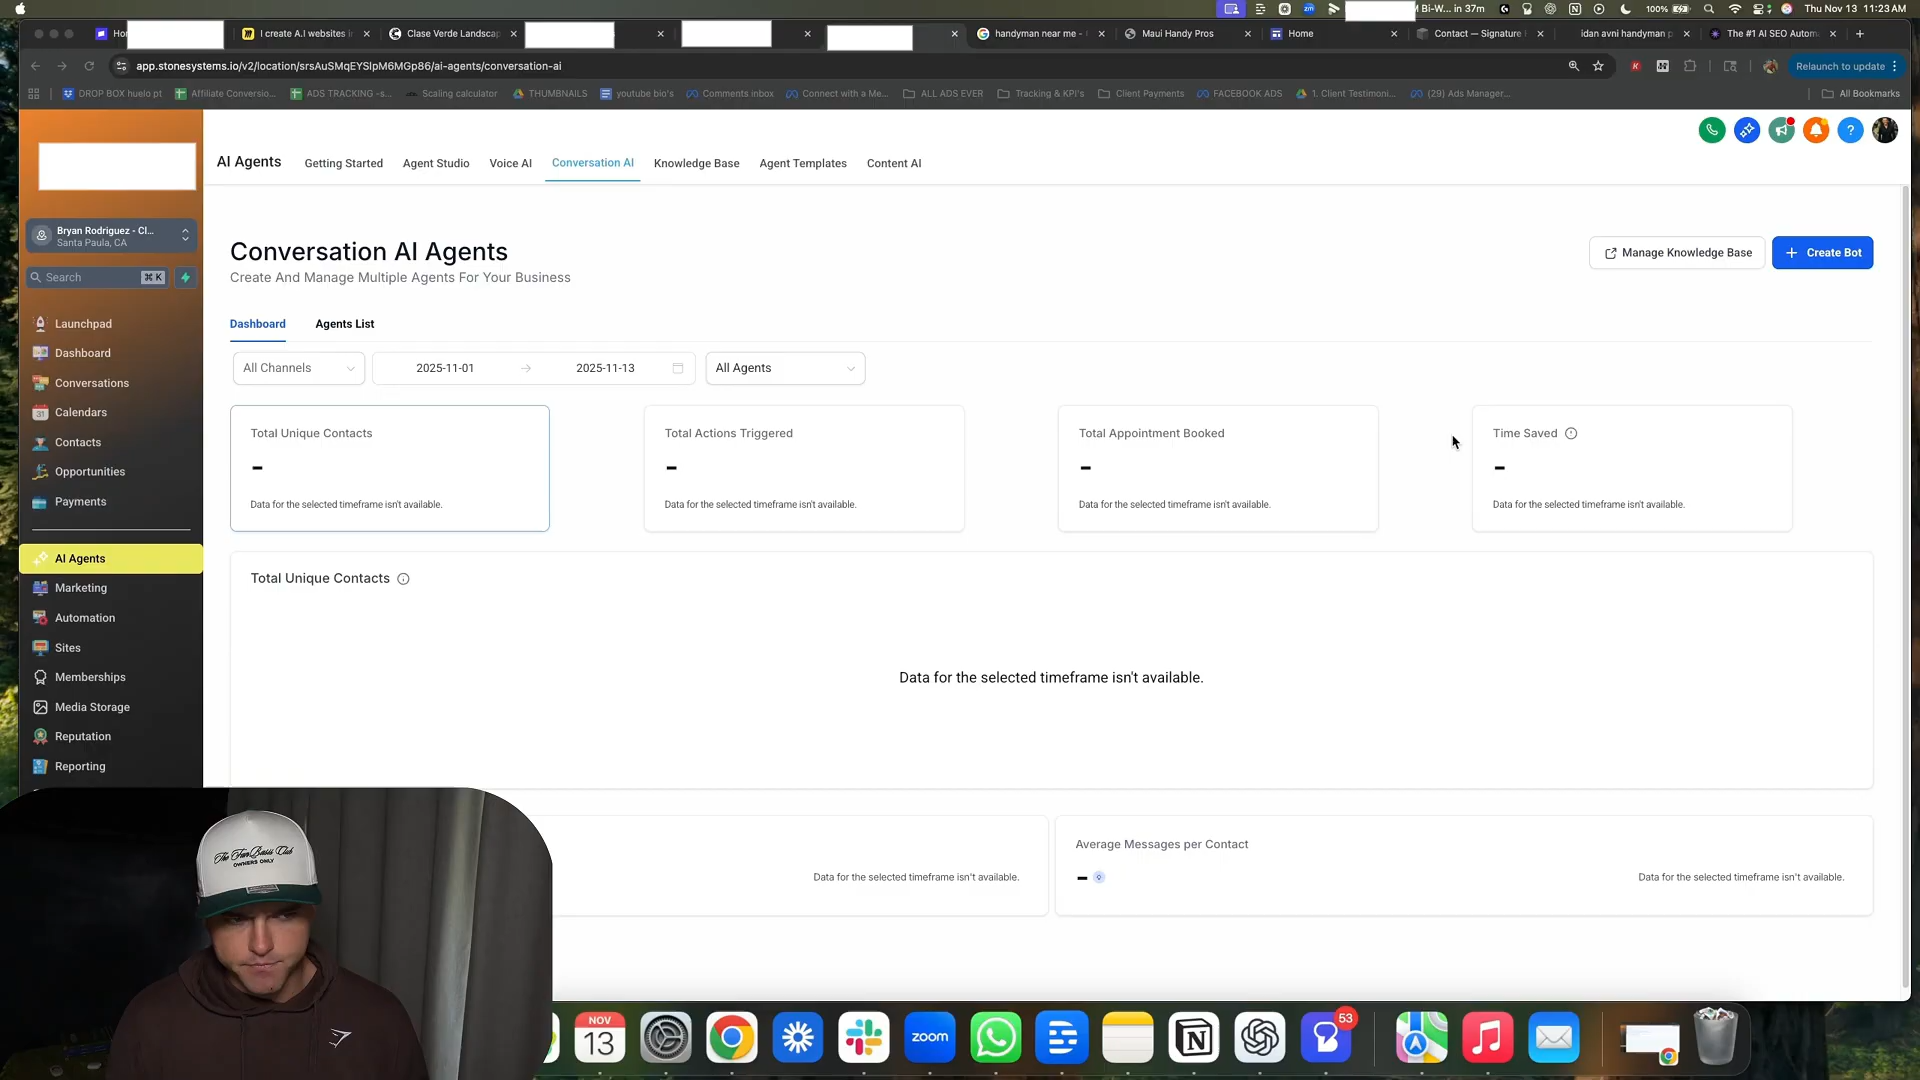 Bi-W... in 37m
100%
Thu Nov 13 11:23 AM
Ho
I create A.I websites i
Clase Verde Landscap
handyman near me -
Maui Handy Pros
Home
Contact — Signature
idan avni handyman p
The #1 AI SEO Autom
app.stonesystems.io/v2/location/srsAuSMqEYSlpM6MGp86/ai-agents/conversation-ai
Relaunch to update
DROP BOX huelo pt
Affiliate Conversio...
ADS TRACKING -s...
Scaling calculator
THUMBNAILS
youtube bio's
Comments inbox
Connect with a Me...
ALL ADS EVER
Tracking & KPI's
Client Payments
FACEBOOK ADS
1. Client Testimoni...
(29) Ads Manager...
All Bookmarks
AI Agents
Getting Started
Agent Studio
Voice AI
Conversation AI
Knowledge Base
Agent Templates
Content AI
Bryan Rodriguez - Cl...
Santa Paula, CA
Search
⌘ K
Launchpad
Dashboard
Conversations
Calendars
Contacts
Opportunities
Payments
AI Agents
Marketing
Automation
Sites
Memberships
Media Storage
Reputation
Reporting
Conversation AI Agents
Create And Manage Multiple Agents For Your Business
Manage Knowledge Base
+ Create Bot
Dashboard
Agents List
All Channels
2025-11-01
2025-11-13
All Agents
Total Unique Contacts
-
Data for the selected timeframe isn't available.
Total Actions Triggered
-
Data for the selected timeframe isn't available.
Total Appointment Booked
-
Data for the selected timeframe isn't available.
Time Saved
-
Data for the selected timeframe isn't available.
Total Unique Contacts
Data for the selected timeframe isn't available.
Data for the selected timeframe isn't available.
Average Messages per Contact
-
Data for the selected timeframe isn't available.
OWNERS ONLY
NOV
13
zoom
53